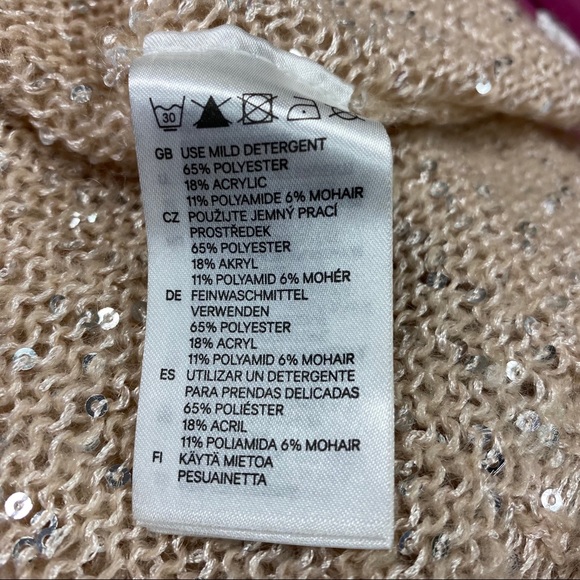 30
GB USE MILD DETERGENT
65% POLYESTER
18% ACRYLIC
11% POLYAMIDE 6% MOHAIR
CZ POUŽIJTE JEMNÝ PRACÍ
PROSTŘEDEK
65% POLYESTER
18% AKRYL
11% POLYAMID 6% MOHÉR
DE FEINWASCHMITTEL
VERWENDEN
65% POLYESTER
18% ACRYL
11% POLYAMID 6% MOHAIR
ES UTILIZAR UN DETERGENTE
PARA PRENDAS DELICADAS
65% POLIÉSTER
18% ACRIL
11% POLIAMIDA 6% MOHAIR
FI KÄYTÄ MIETOA
PESUAINETTA